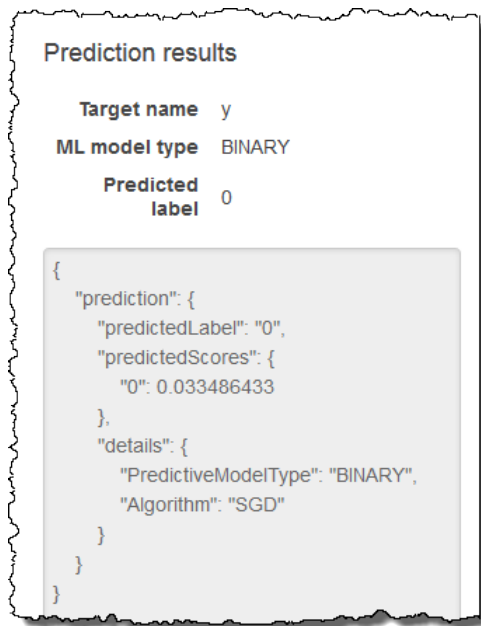 Prediction results
Target name y
ML model type BINARY
Predicted
label 0
{
"prediction": {
"predictedLabel": "0",
"predictedScores": {
"0": 0.033486433
},
"details": {
"PredictiveModelType": "BINARY",
"Algorithm": "SGD"
}
}
}